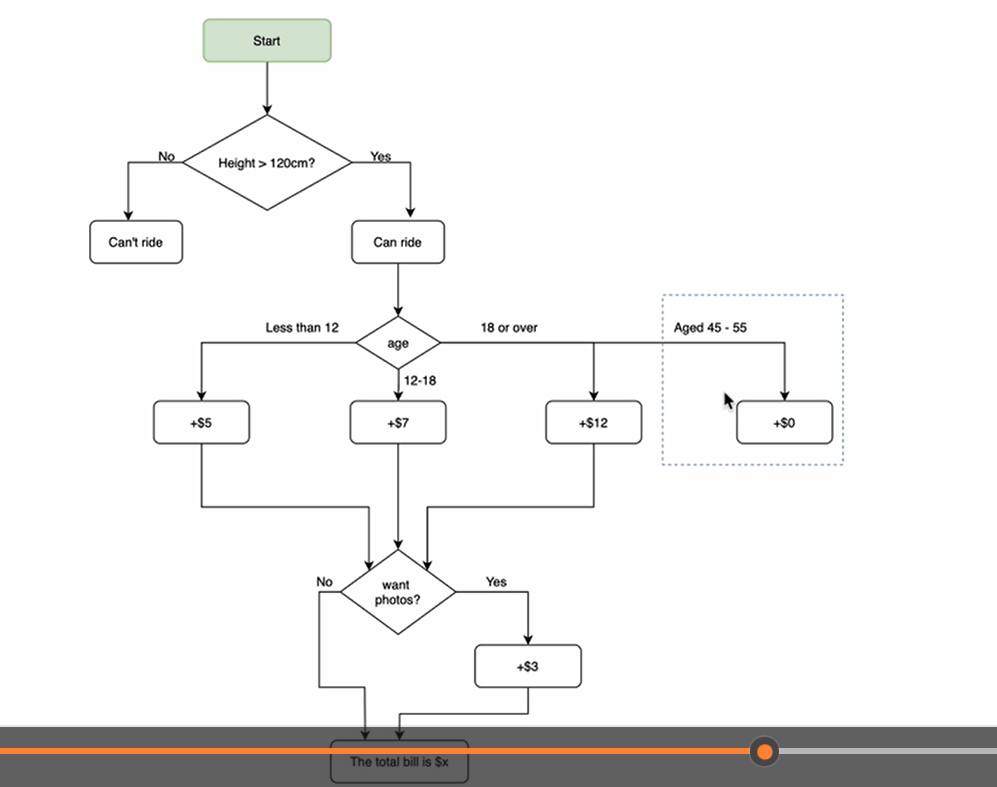 Start
Height > 120cm?
No
Yes
Can't ride
Can ride
Less than 12
age
18 or over
Aged 45 - 55
12-18
+$5
+$7
+$12
+$0
No
want
photos?
Yes
+$3
The total bill is $x